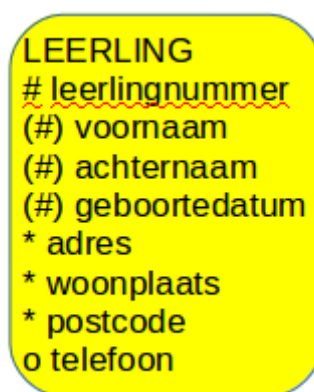 LEERLING
# leerlingnummer
(#) voornaam
(#) achternaam
(#) geboortedatum
* adres
* woonplaats
* postcode
o telefoon